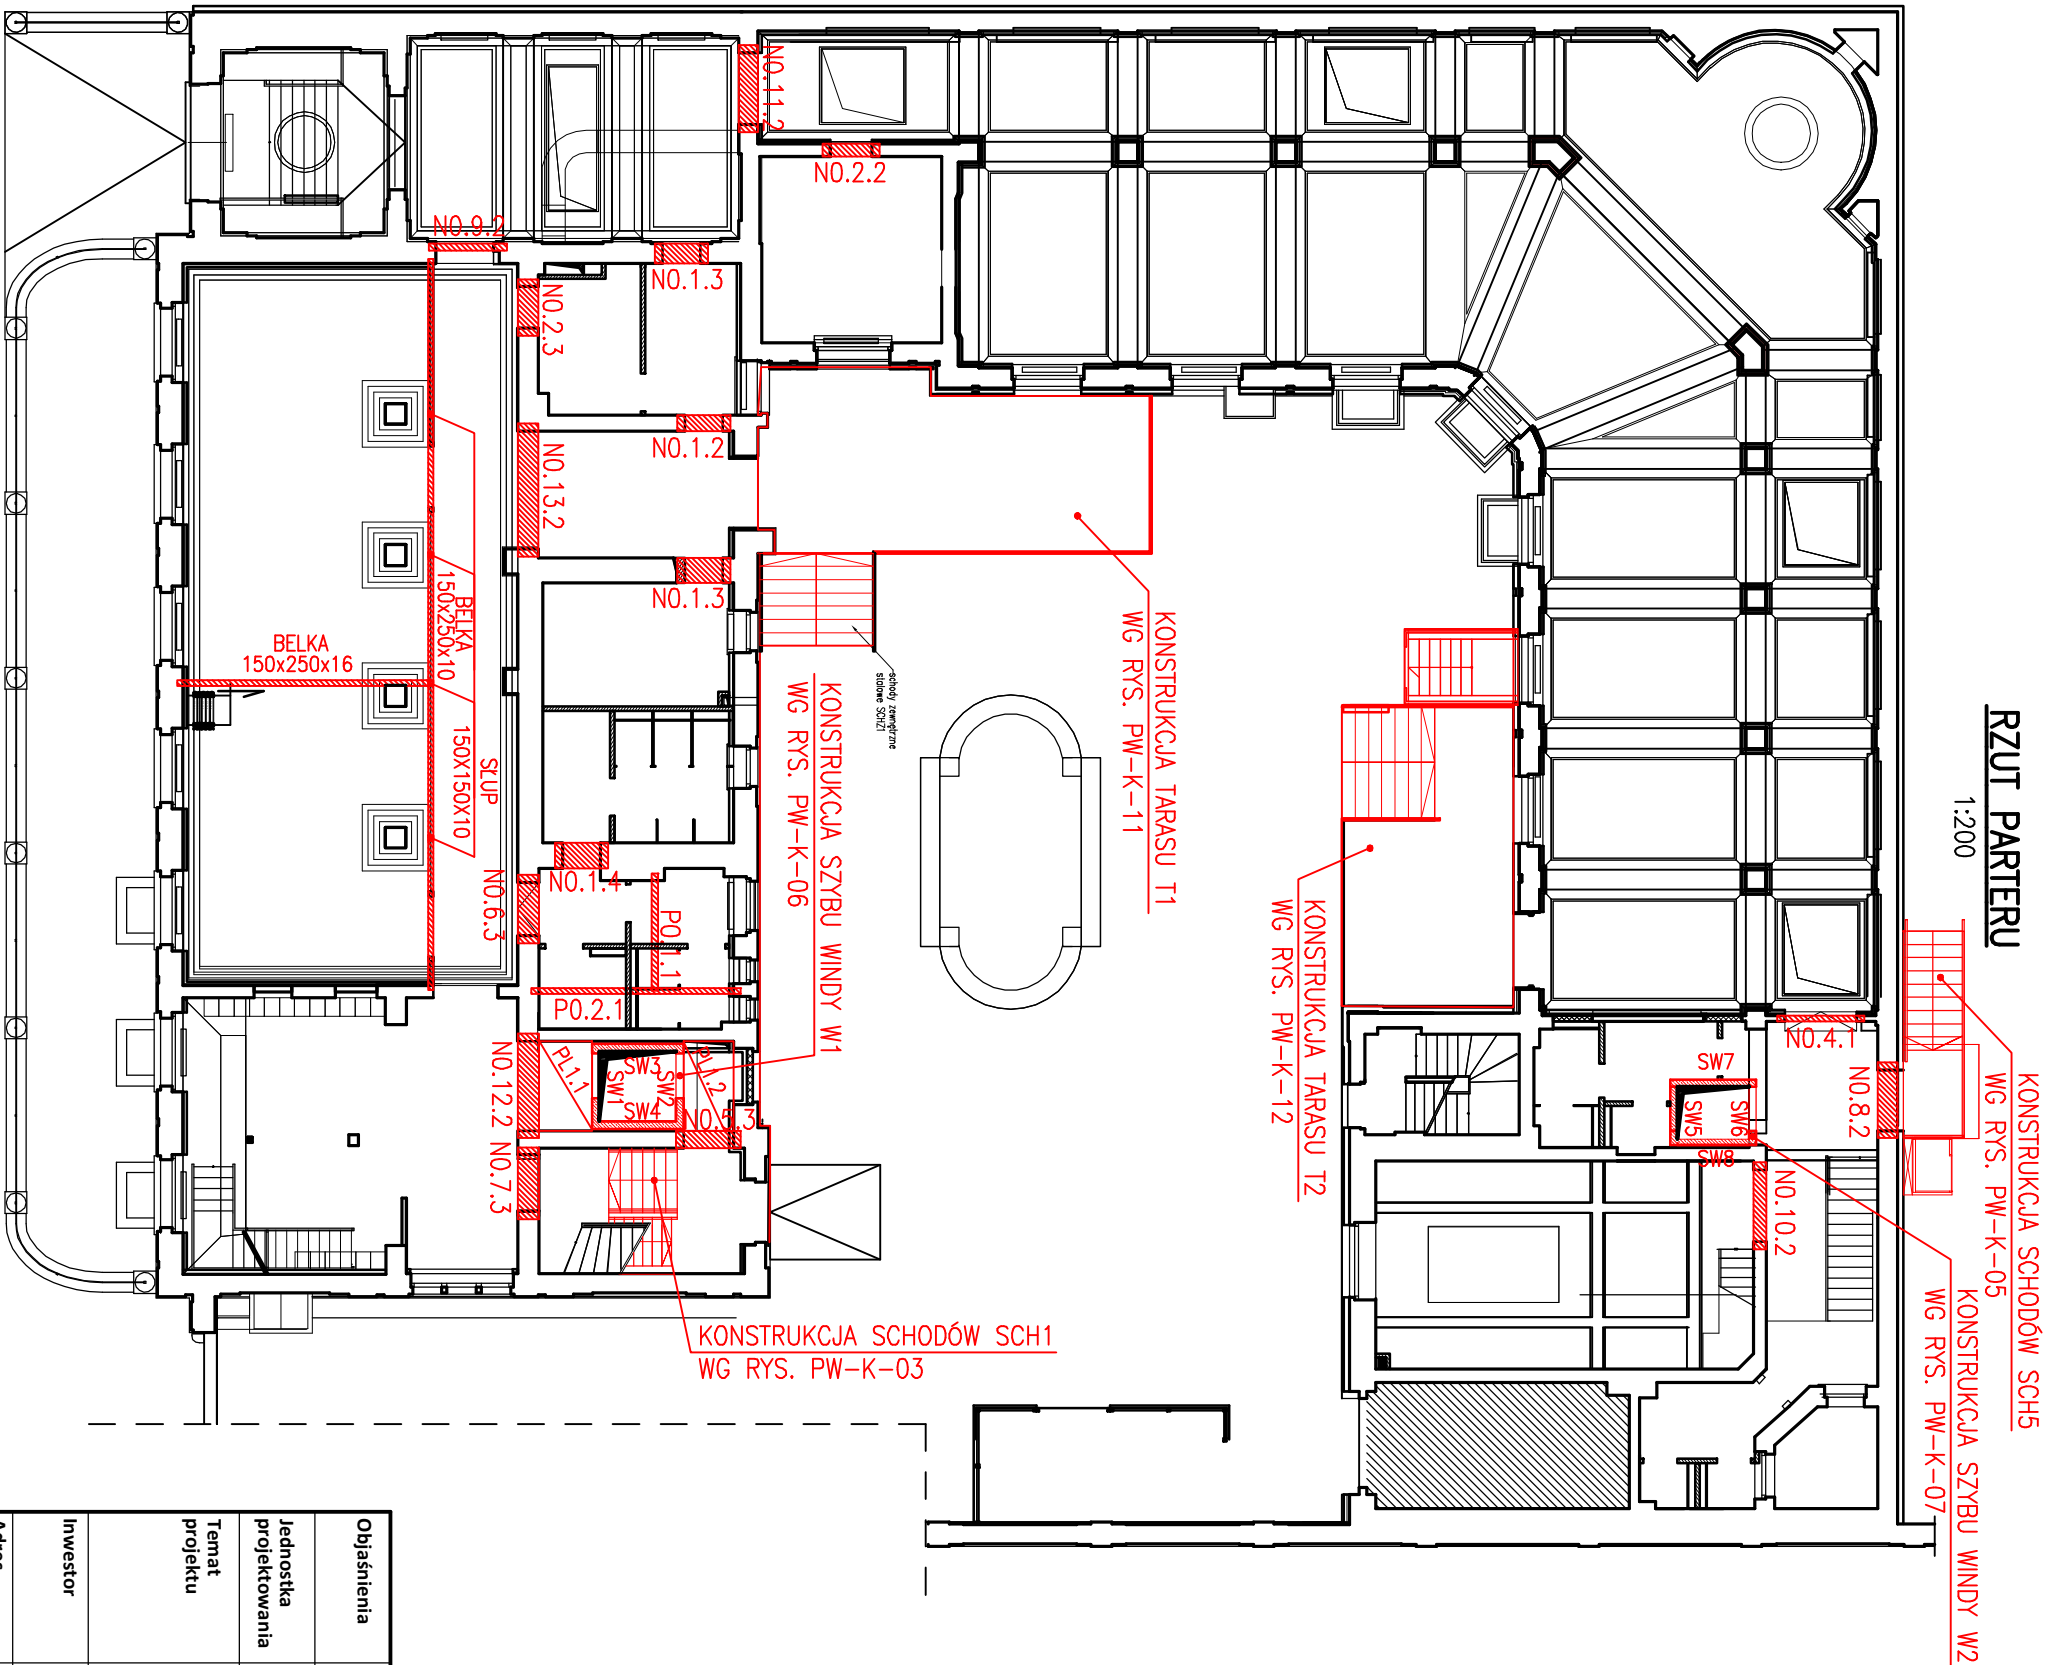 RZUT PARTERU
1:200
KONSTRUKCJA SCHODÓW SCH5
WG RYS. PW-K-05
KONSTRUKCJA SZYBU WINDY W2
WG RYS. PW-K-07
KONSTRUKCJA TARASU T1
WG RYS. PW-K-11
KONSTRUKCJA TARASU T2
WG RYS. PW-K-12
KONSTRUKCJA SZYBU WINDY W1
WG RYS. PW-K-06
KONSTRUKCJA SCHODÓW SCH1
WG RYS. PW-K-03
schody zewnętrzne
stalowe SCHZ1
N0.11.2
N0.2.2
N0.9.2
N0.1.3
N0.2.3
N0.1.2
N0.13.2
N0.1.3
BELKA
150x250x10
BELKA
150x250x16
SŁUP
150X150X10
N0.1.4
N0.6.3
P0.1.1
P0.2.1
N0.12.2
PL1.1
PL1.2
SW3
SW1
SW2
SW4
N0.5.3
N0.7.3
N0.4.1
N0.8.2
SW7
SW5
SW6
SW8
N0.10.2
Objaśnienia
Jednostka
projektowania
Temat
projektu
Inwestor